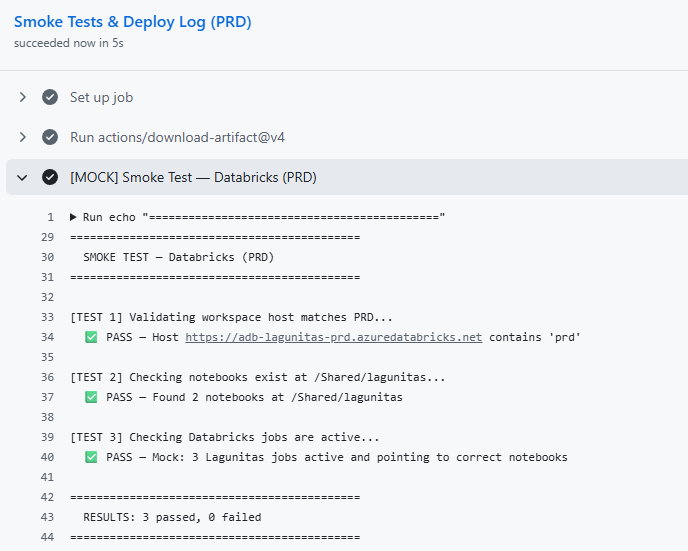 Smoke Tests & Deploy Log (PRD)
succeeded now in 5s
Set up job
Run actions/download-artifact@v4
[MOCK] Smoke Test — Databricks (PRD)
1 ▶ Run echo "============================================"
29 ============================================
30 SMOKE TEST — Databricks (PRD)
31 ============================================
32
33 [TEST 1] Validating workspace host matches PRD...
34 ✅ PASS — Host https://adb-lagunitas-prd.azuredatabricks.net contains 'prd'
35
36 [TEST 2] Checking notebooks exist at /Shared/lagunitas...
37 ✅ PASS — Found 2 notebooks at /Shared/lagunitas
38
39 [TEST 3] Checking Databricks jobs are active...
40 ✅ PASS — Mock: 3 Lagunitas jobs active and pointing to correct notebooks
41
42 ============================================
43 RESULTS: 3 passed, 0 failed
44 ============================================